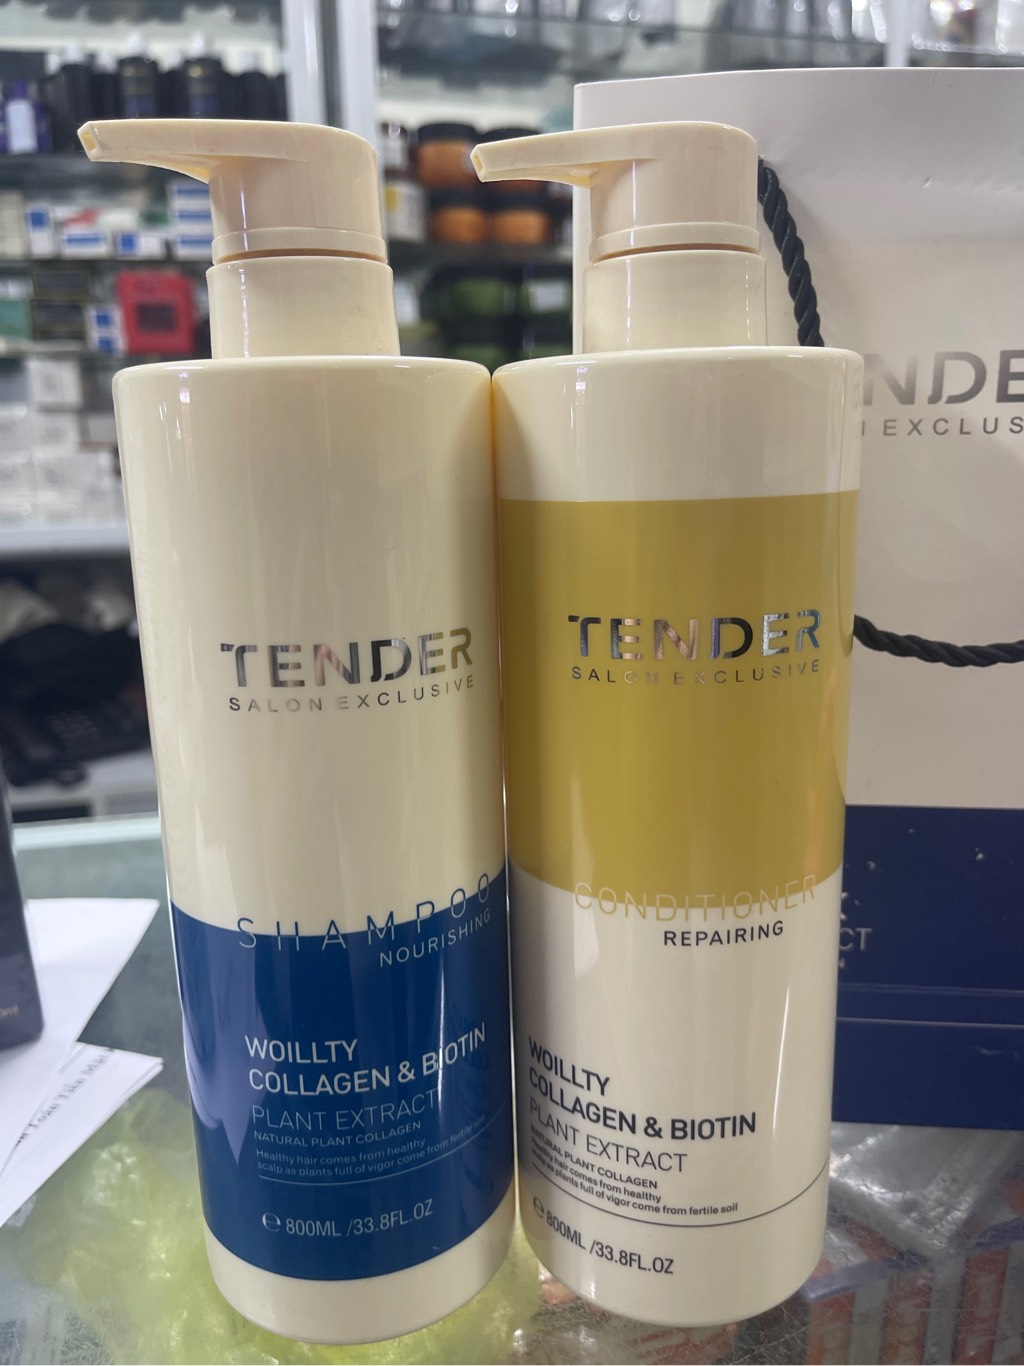 TENDER
SALON EXCLUSIVE
SHAMPOO
NOURISHING
WOILLTY
COLLAGEN & BIOTIN
PLANT EXTRACT
NATURAL PLANT COLLAGEN
Healthy hair comes from healthy
scalp as plants full of vigor come from fertile soil
℮ 800ML /33.8FL.OZ
TENDER
SALON EXCLUSIVE
CONDITIONER
REPAIRING
WOILLTY
COLLAGEN & BIOTIN
PLANT EXTRACT
NATURAL PLANT COLLAGEN
Healthy hair comes from healthy
scalp as plants full of vigor come from fertile soil
℮ 800ML /33.8FL.OZ
NDE
EXCLUS
CT